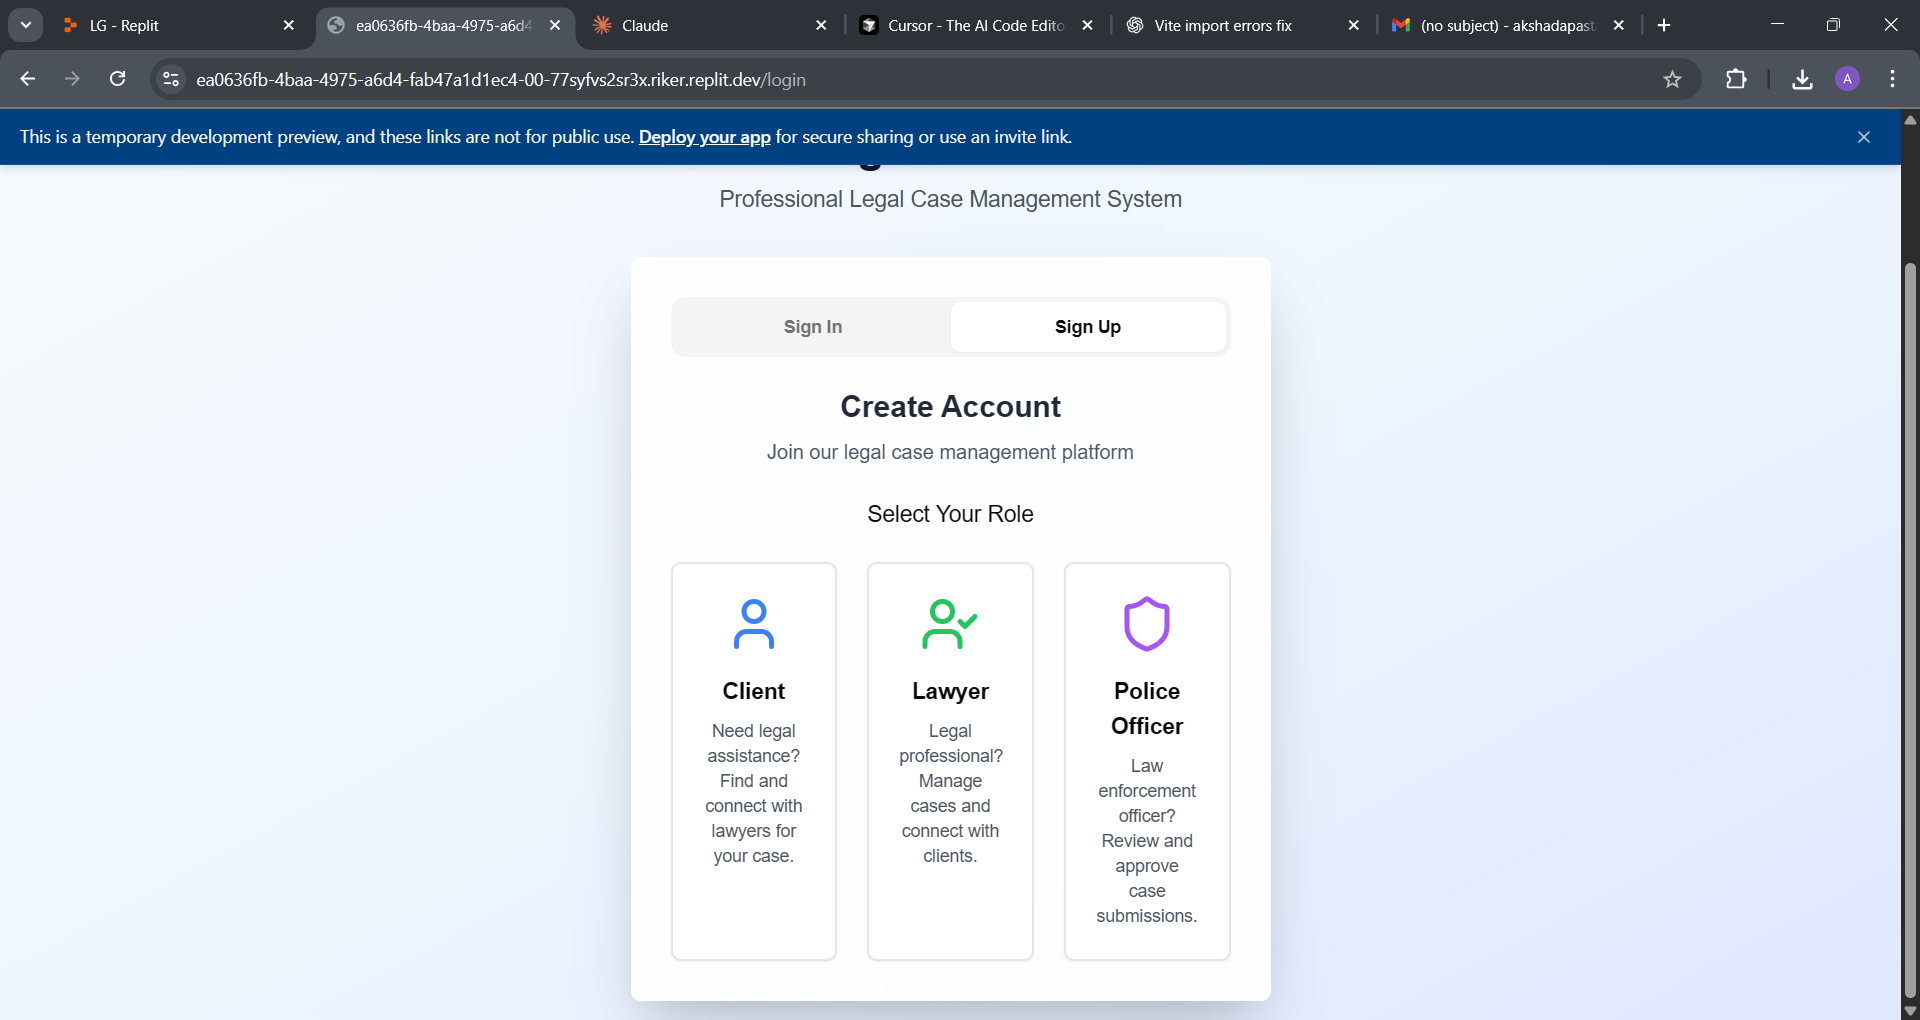 LG - Replit
ea0636fb-4baa-4975-a6d4-
Claude
Cursor - The AI Code Edito
Vite import errors fix
(no subject) - akshadapast
ea0636fb-4baa-4975-a6d4-fab47a1d1ec4-00-77syfvs2sr3x.riker.replit.dev/login
A
This is a temporary development preview, and these links are not for public use. Deploy your app for secure sharing or use an invite link.
Professional Legal Case Management System
Sign In
Sign Up
Create Account
Join our legal case management platform
Select Your Role
Client
Need legal
assistance?
Find and
connect with
lawyers for
your case.
Lawyer
Legal
professional?
Manage
cases and
connect with
clients.
Police
Officer
Law
enforcement
officer?
Review and
approve
case
submissions.